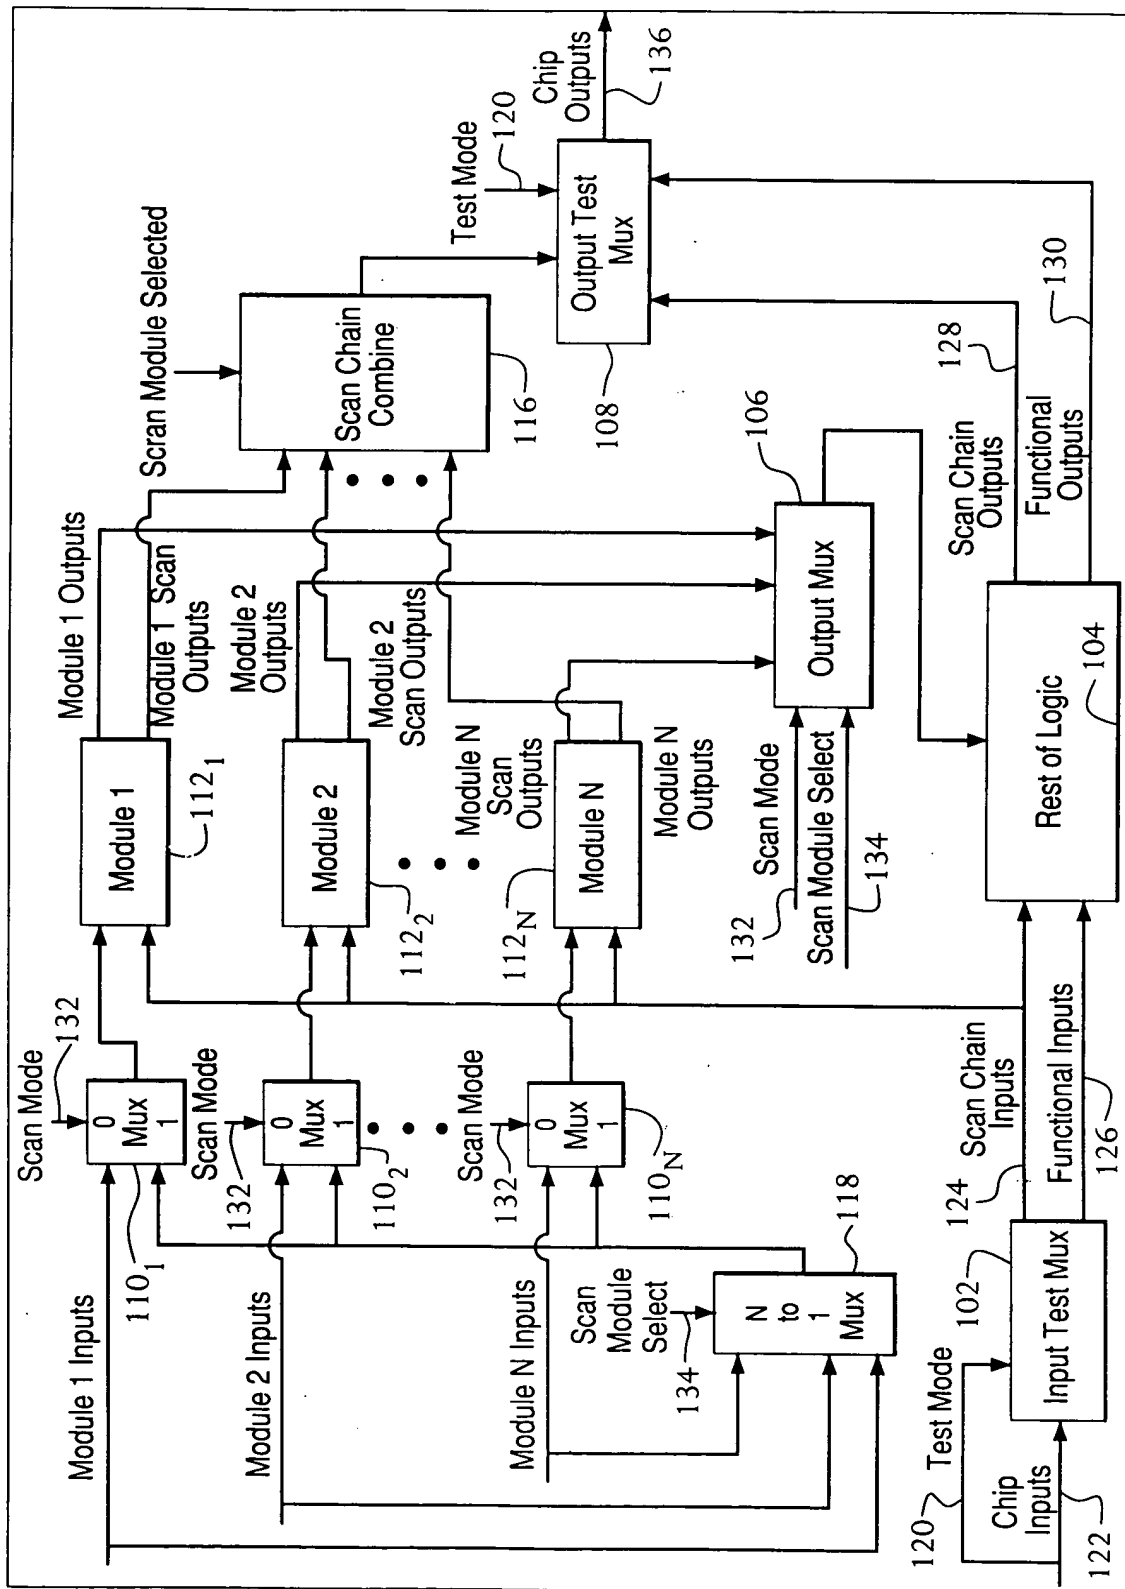 Module 1 Inputs
110₁
Scan Mode
132
0
Mux
1
Module 1
112₁
Module 1 Outputs
Module 1 Scan
Outputs
Scran Module Selected
Scan Chain
Combine
116
Module 2 Inputs
Scan Mode
132
0
Mux
1
110₂
Module 2
112₂
Module 2
Outputs
Module 2
Scan Outputs
Module N Inputs
Scan Mode
132
0
Mux
1
110N
Module N
112N
Module N
Scan
Outputs
Module N
Outputs
Scan
Module
Select
134
N
to
1
Mux
118
Scan Mode
132
Scan Module Select
134
Output Mux
106
Test Mode
120
Output Test
Mux
108
Chip
Outputs
136
120
Test Mode
Chip
Inputs
122
Input Test Mux
102
124
Scan Chain
Inputs
Functional Inputs
126
Rest of Logic
104
Scan Chain
Outputs
128
Functional
Outputs
130